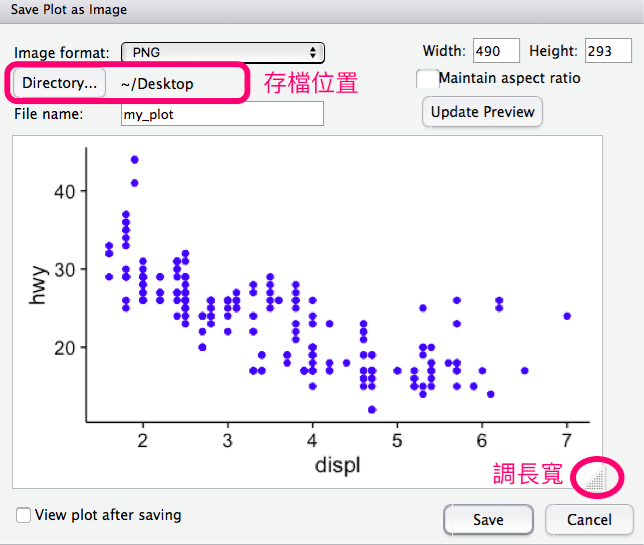 Save Plot as Image
Image format: PNG
Width: 490 Height: 293
Directory... ~/Desktop 存檔位置
Maintain aspect ratio
File name: my_plot
Update Preview
40
30
20
hwy
2 3 4 5 6 7
displ
調長寬
View plot after saving
Save Cancel